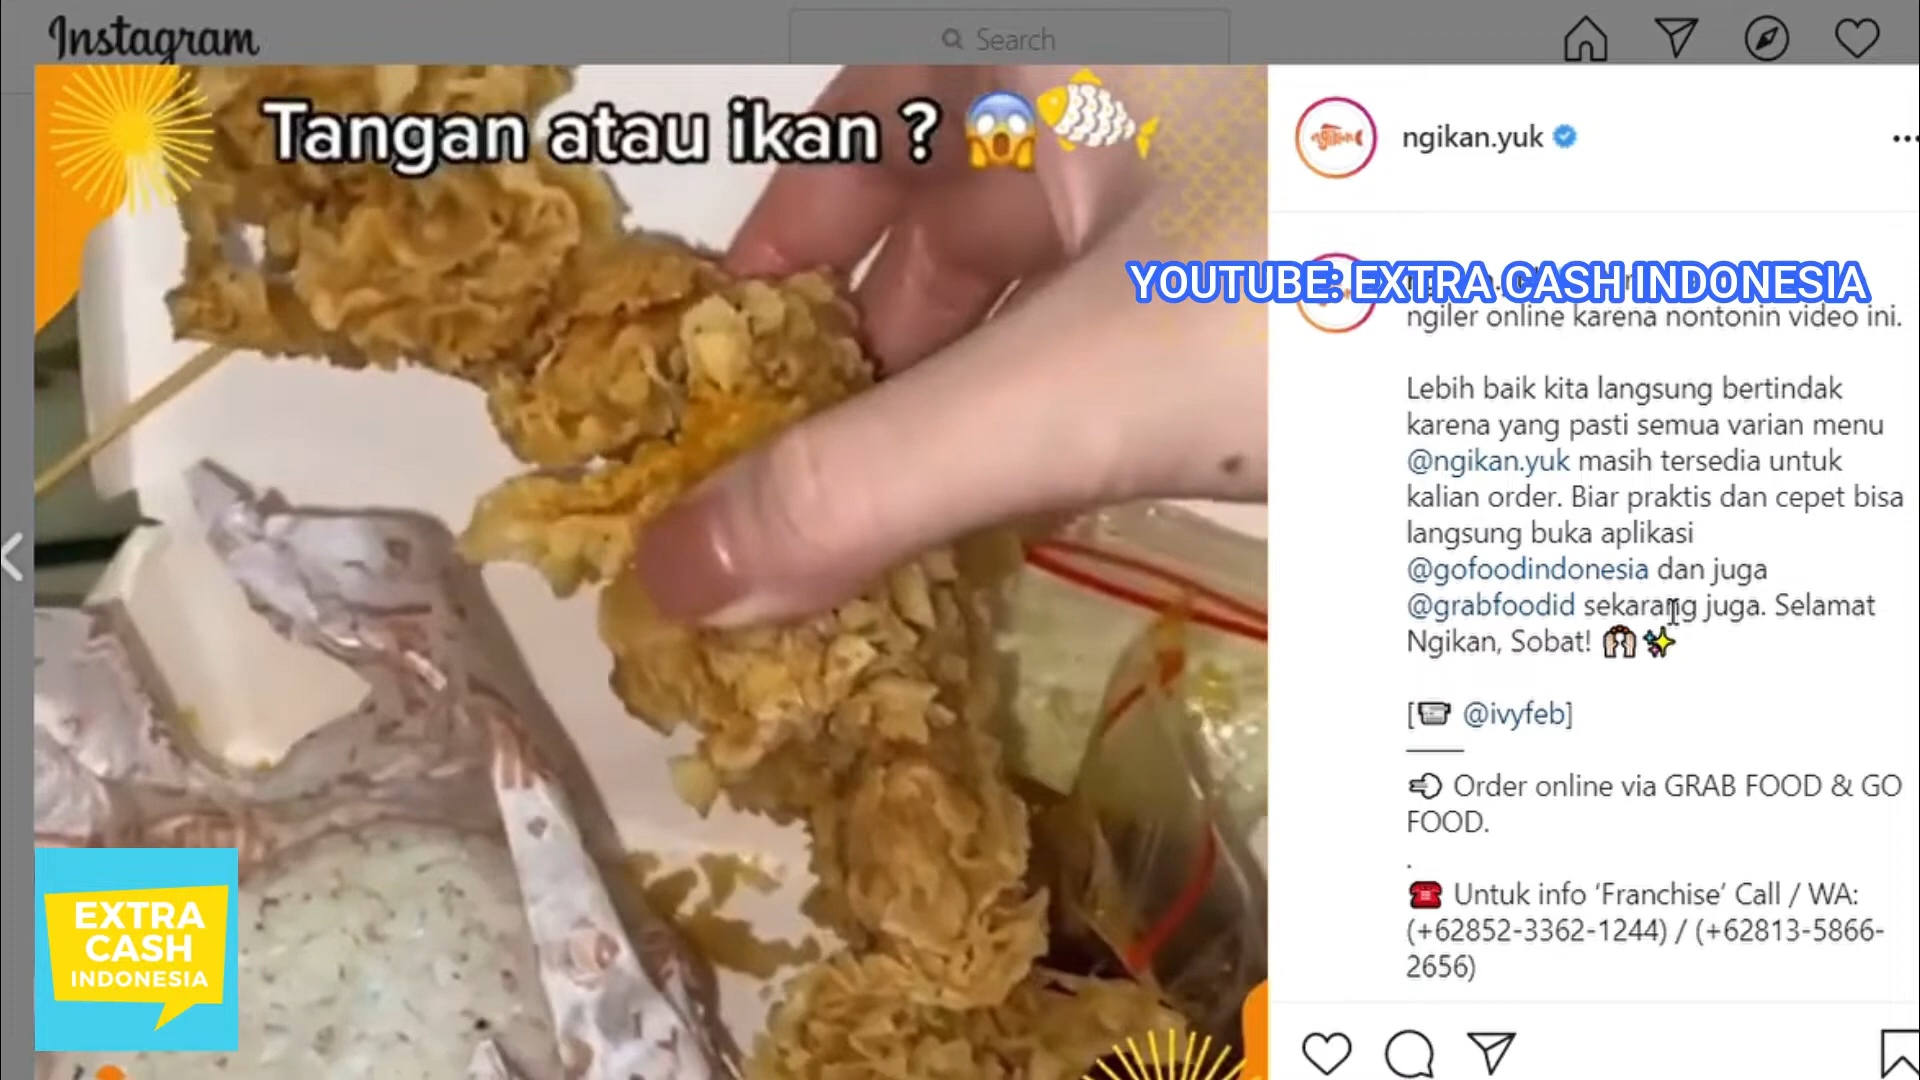 Instagram
Search
Tangan atau ikan ?
ngikan.yuk
YOUTUBE: EXTRA CASH INDONESIA
ngiler online karena nontonin video ini.
Lebih baik kita langsung bertindak
karena yang pasti semua varian menu
@ngikan.yuk masih tersedia untuk
kalian order. Biar praktis dan cepet bisa
langsung buka aplikasi
@gofoodindonesia dan juga
@grabfoodid sekarang juga. Selamat
Ngikan, Sobat! 🙌✨
[📹 @ivyfeb]
Order online via GRAB FOOD & GO
FOOD.
.
☎️ Untuk info ‘Franchise’ Call / WA:
(+62852-3362-1244) / (+62813-5866-
2656)
EXTRA
CASH
INDONESIA